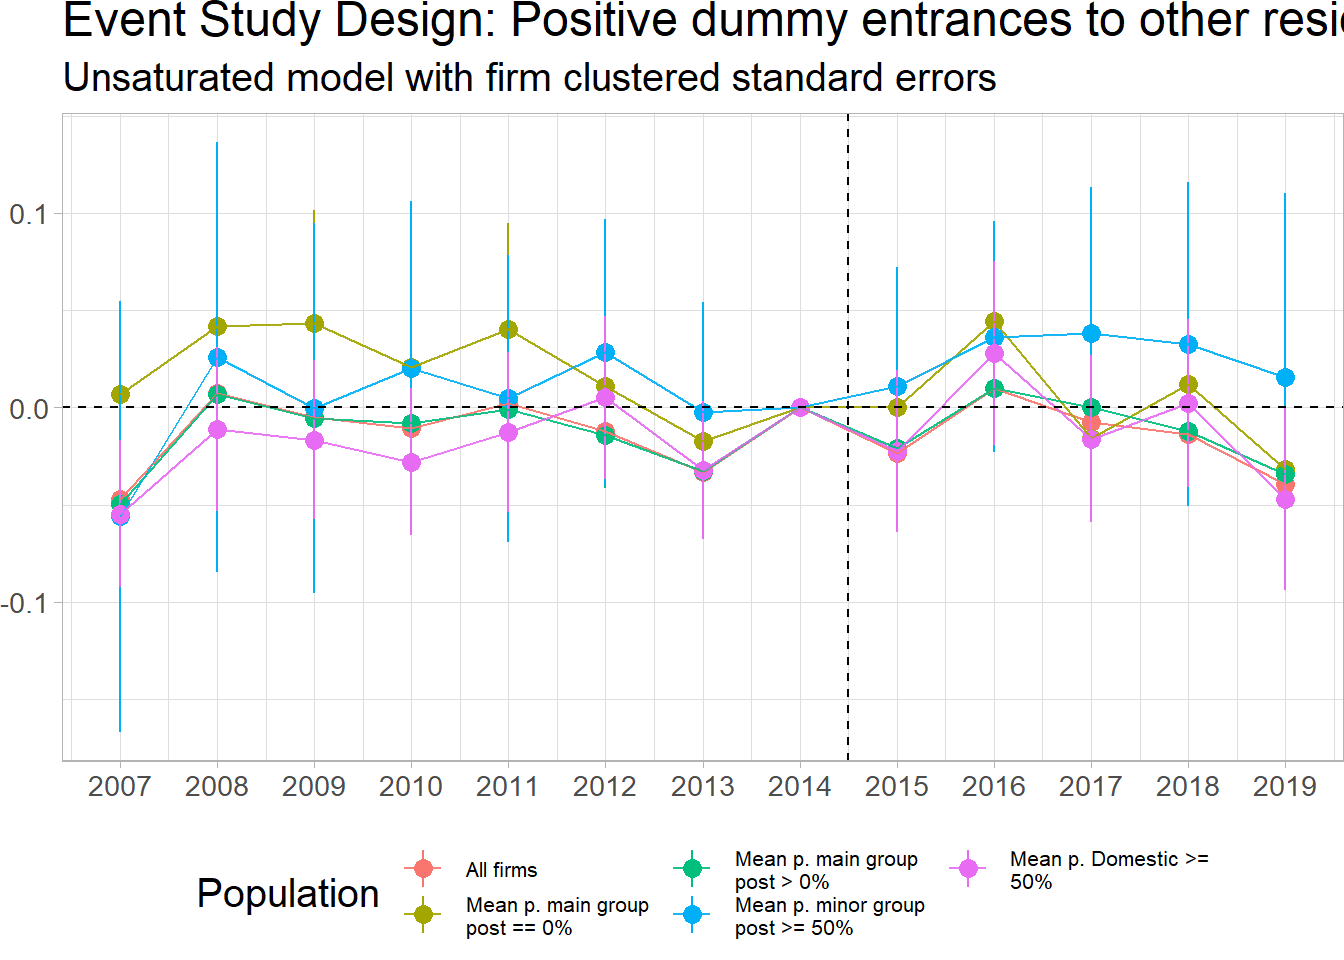 Event Study Design: Positive dummy entrances to other
Unsaturated model with firm clustered standard errors
0.1
0.0
-0.1
2007 2008 2009 2010 2011 2012 2013 2014 2015 2016 2017 2018 2019
Population
All firms
Mean p. main group
post == 0%
Mean p. main group
post > 0%
Mean p. minor group
post >= 50%
Mean p. Domestic >=
50%